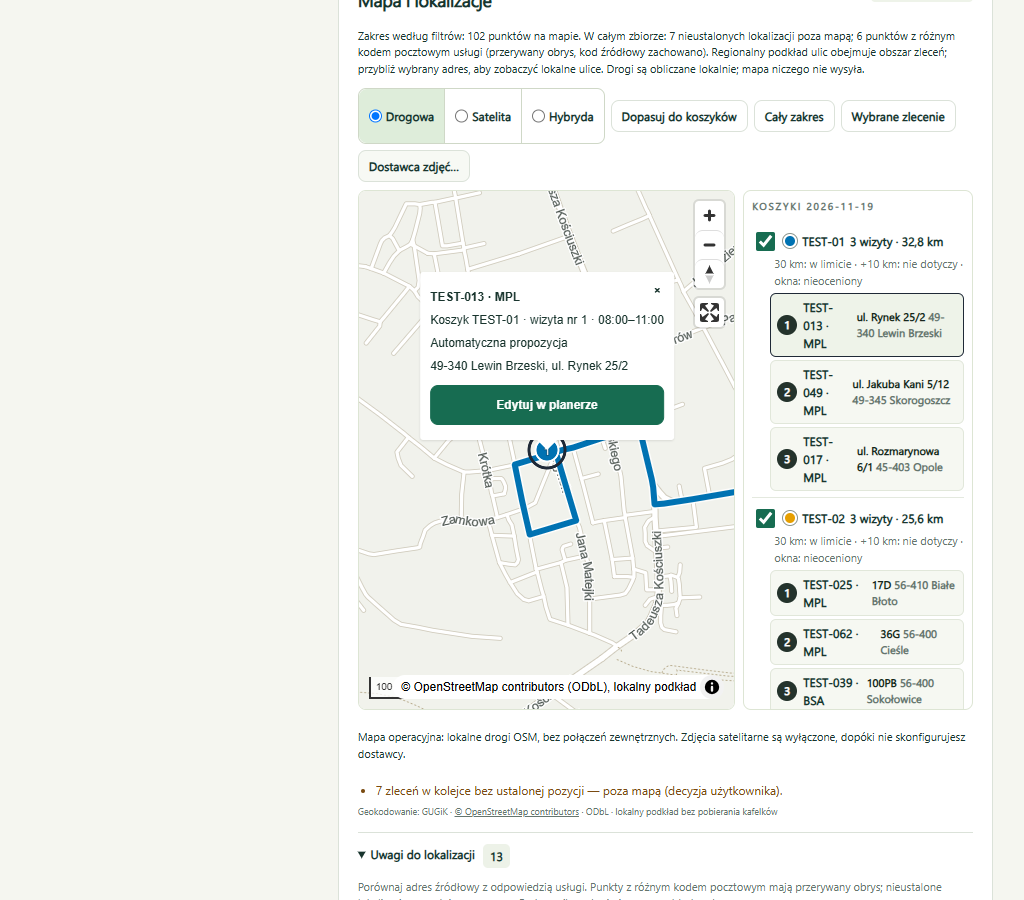 Mapa i lokalizacje
Zakres według filtrów: 102 punktów na mapie. W całym zbiorze: 7 nieustalonych lokalizacji poza mapą; 6 punktów z różnym
kodem pocztowym usługi (przerywany obrys, kod źródłowy zachowano). Regionalny podkład ulic obejmuje obszar zleceń;
przybliż wybrany adres, aby zobaczyć lokalne ulice. Drogi są obliczane lokalnie; mapa niczego nie wysyła.
Drogowa
Satelita
Hybryda
Dopasuj do koszyków
Cały zakres
Wybrane zlecenie
Dostawca zdjęć...
sza Kościuszki
TEST-013 · MPL
×
Koszyk TEST-01 · wizyta nr 1 · 08:00–11:00
Automatyczna propozycja
49-340 Lewin Brzeski, ul. Rynek 25/2
Edytuj w planerze
rów
skiego
Krótka
Zamkowa
Jana Matejki
Tadeusza Kościuszki
100
© OpenStreetMap contributors (ODbL), lokalny podkład
KOSZYKI 2026-11-19
TEST-01 3 wizyty · 32,8 km
30 km: w limicie · +10 km: nie dotyczy ·
okna: nieoceniony
1
TEST-
013 ·
MPL
ul. Rynek 25/2 49-
340 Lewin Brzeski
2
TEST-
049 ·
MPL
ul. Jakuba Kani 5/12
49-345 Skorogoszcz
3
TEST-
017 ·
MPL
ul. Rozmarynowa
6/1 45-403 Opole
TEST-02 3 wizyty · 25,6 km
30 km: w limicie · +10 km: nie dotyczy ·
okna: nieoceniony
1
TEST-025 ·
MPL
17D 56-410 Białe
Błoto
2
TEST-062 ·
MPL
36G 56-400
Cieśle
3
TEST-039 ·
BSA
100PB 56-400
Sokołowice
Mapa operacyjna: lokalne drogi OSM, bez połączeń zewnętrznych. Zdjęcia satelitarne są wyłączone, dopóki nie skonfigurujesz
dostawcy.
• 7 zleceń w kolejce bez ustalonej pozycji — poza mapą (decyzja użytkownika).
Geokodowanie: GUGiK · © OpenStreetMap contributors · ODbL · lokalny podkład bez pobierania kafelków
Uwagi do lokalizacji 13
Porównaj adres źródłowy z odpowiedzią usługi. Punkty z różnym kodem pocztowym mają przerywany obrys; nieustalone